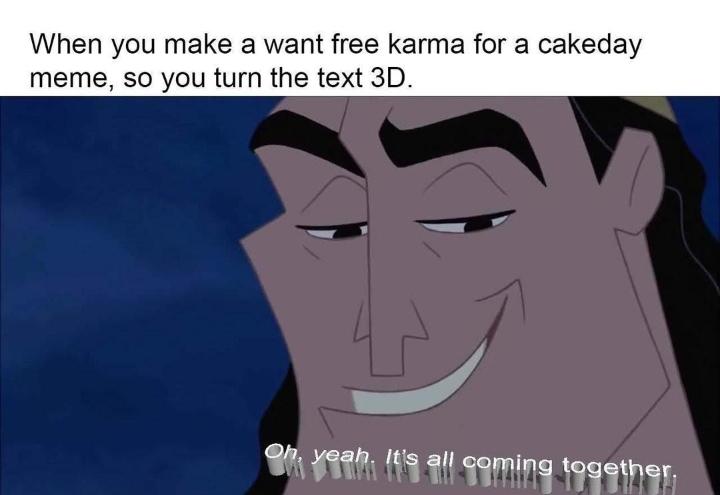 When you make a want free karma for a cakeday
meme, so you turn the text 3D.
Oh, yeah. It's all coming together.